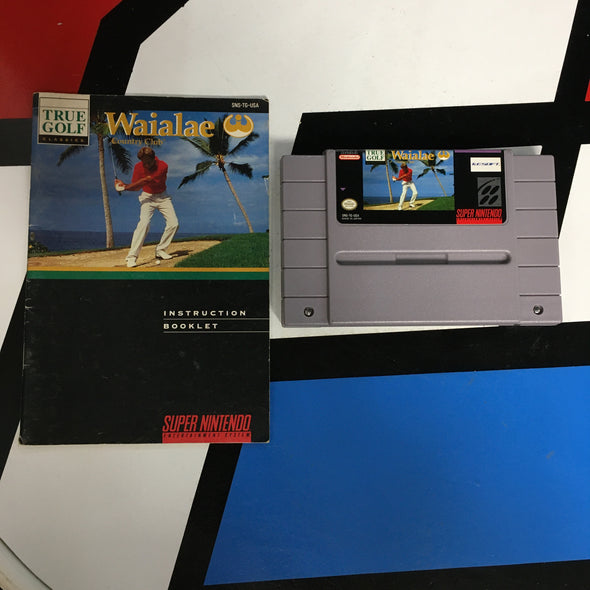 SNS-TG-USA
TRUE
GOLF
CLASSICS
Waialae
Country Club
INSTRUCTION
BOOKLET
SUPER NINTENDO
ENTERTAINMENT SYSTEM
Nintendo
TRUE
GOLF
Waialae
SNS-TG-USA
SUPER NINTENDO